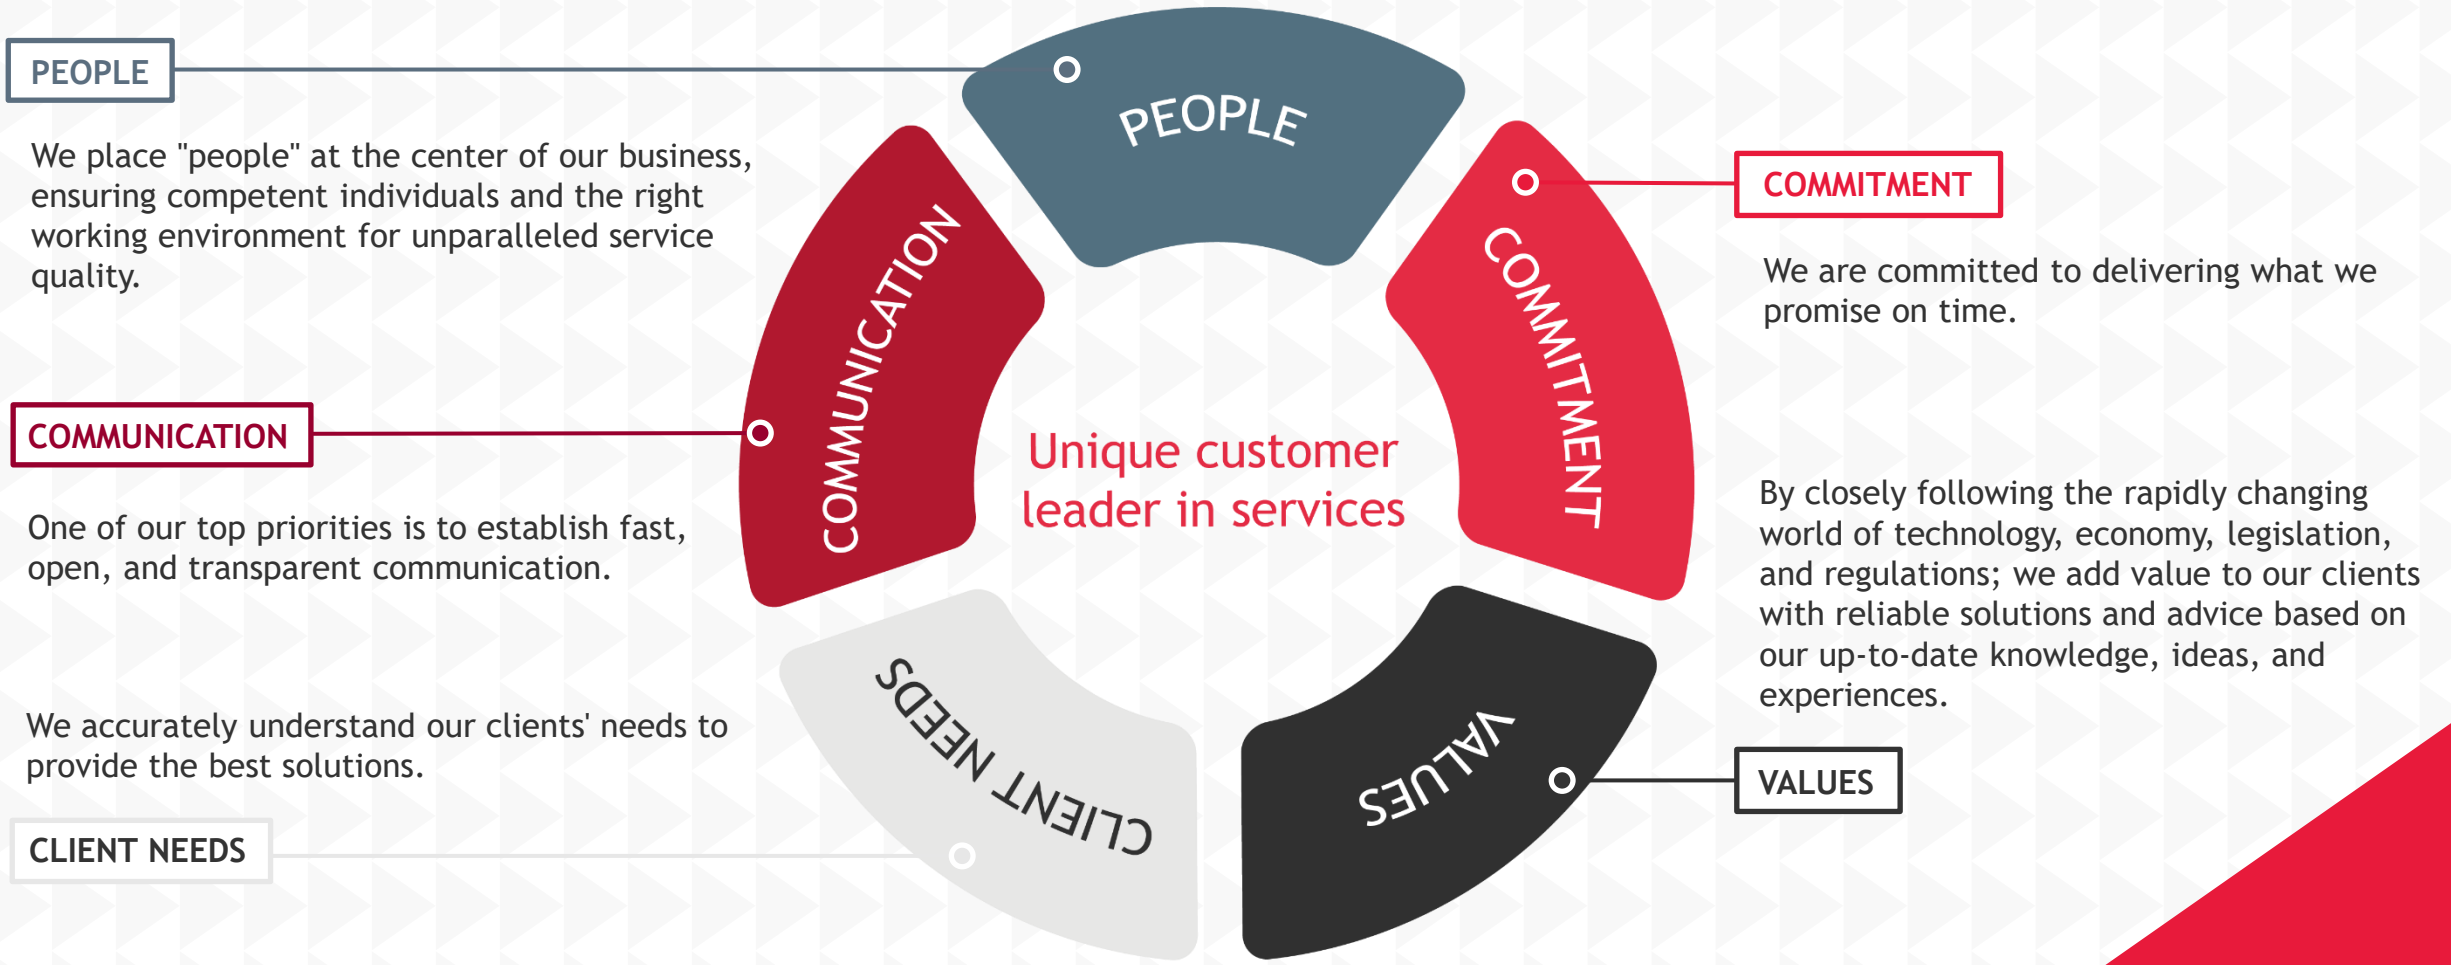 PEOPLE
We place "people" at the center of our business,
ensuring competent individuals and the right
working environment for unparalleled service
quality.
COMMUNICATION
One of our top priorities is to establish fast,
open, and transparent communication.
We accurately understand our clients' needs to
provide the best solutions.
CLIENT NEEDS
PEOPLE
COMMUNICATION
COMMITMENT
Unique customer
leader in services
CLIENT NEEDS
VALUES
COMMITMENT
We are committed to delivering what we
promise on time.
By closely following the rapidly changing
world of technology, economy, legislation,
and regulations; we add value to our clients
with reliable solutions and advice based on
our up-to-date knowledge, ideas, and
experiences.
VALUES